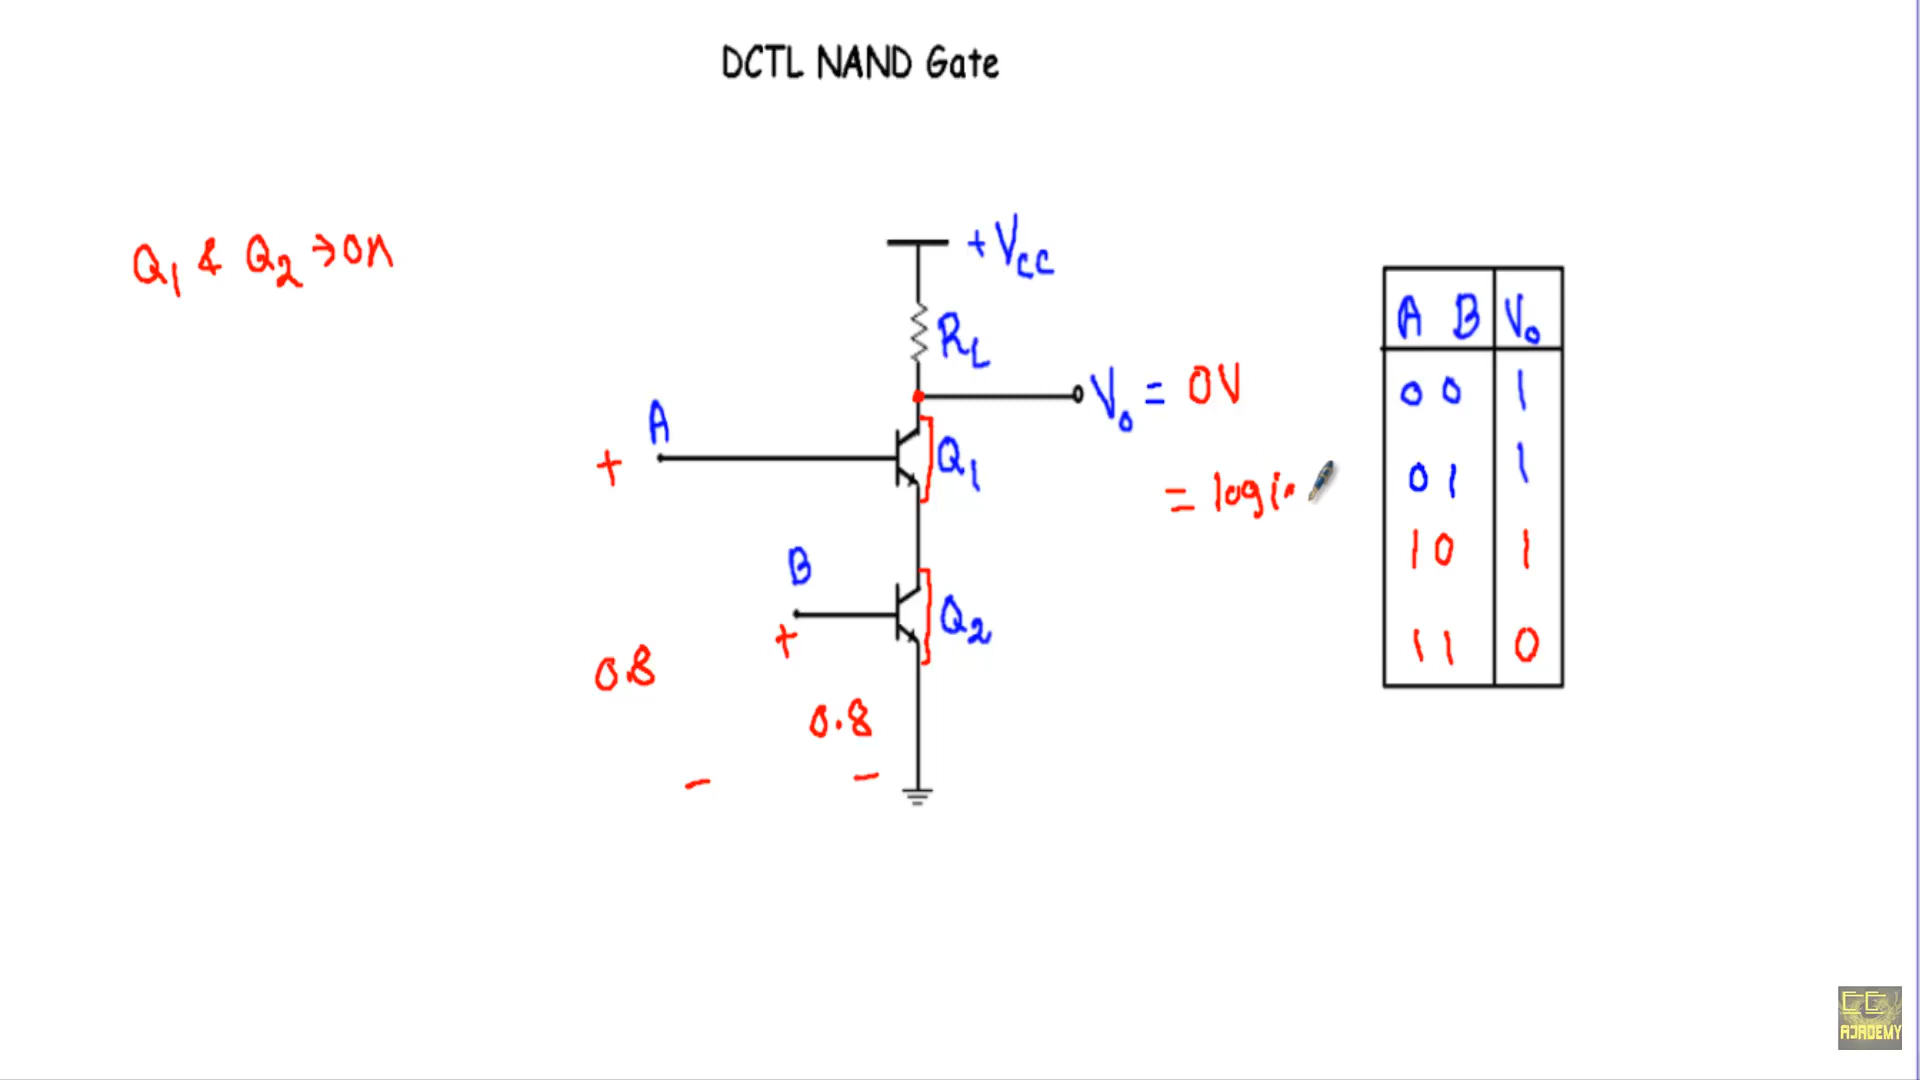 DCTL NAND Gate
Q1 & Q2 → ON
+ Vcc
RL
Vo = 0V
A
+
Q1
= logi
B
+
Q2
0.8
0.8
-
-
A B Vo
0 0 1
0 1 1
1 0 1
1 1 0
EE
ACADEMY